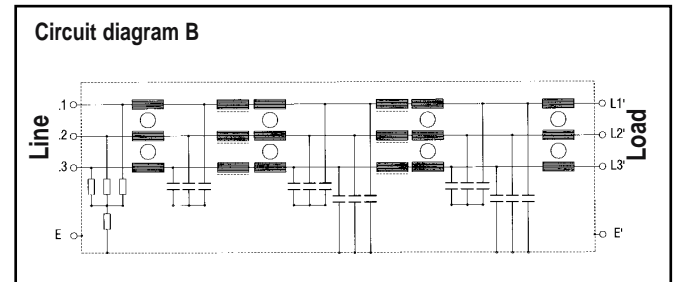 Circuit diagram B
Line
.1
.2
.3
E
L1'
L2'
L3'
E'
Load